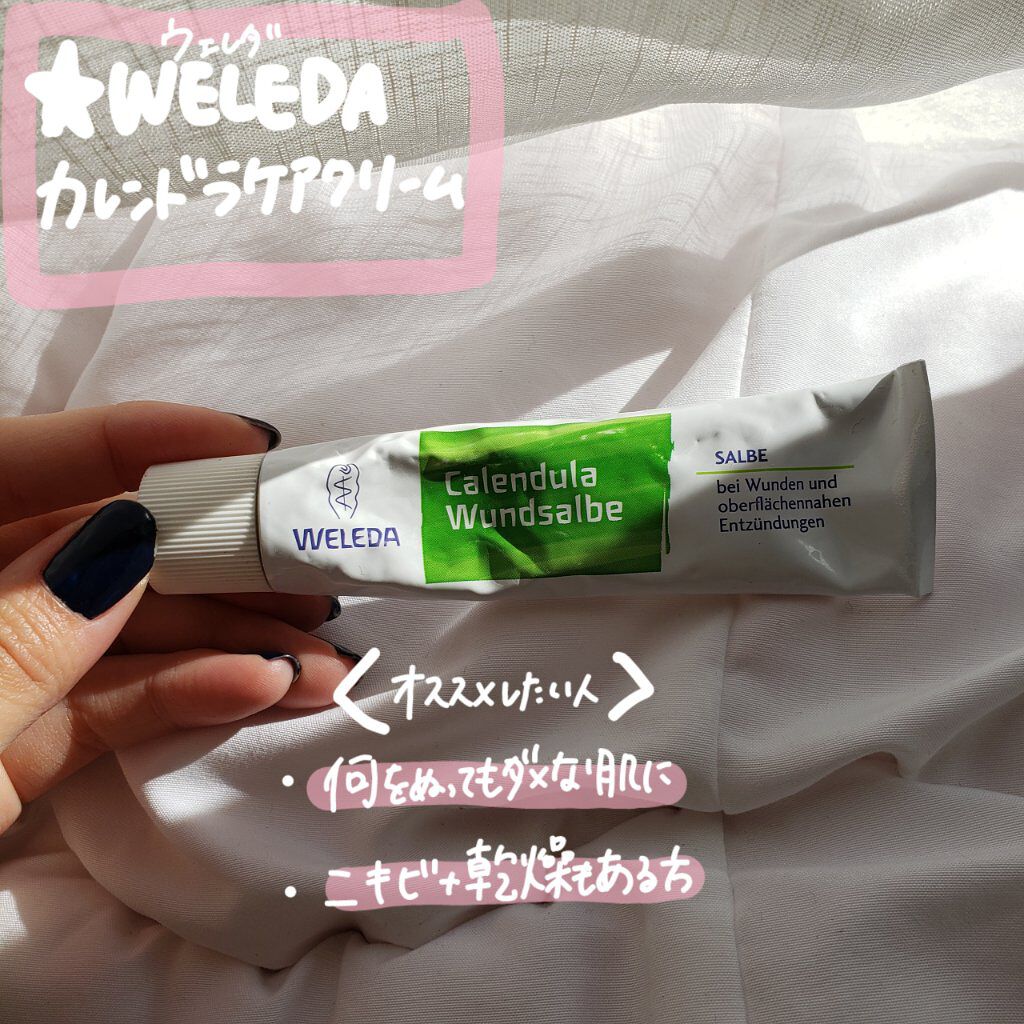 ウェレダ
★WELEDA
カレンドラケアクリーム
WELEDA
Calendula
Wundsalbe
SALBE
bei Wunden und
oberflächennahen
Entzündungen
<オススメしたい人>
・何をぬってもダメな肌に
・ニキビ+乾燥もある方